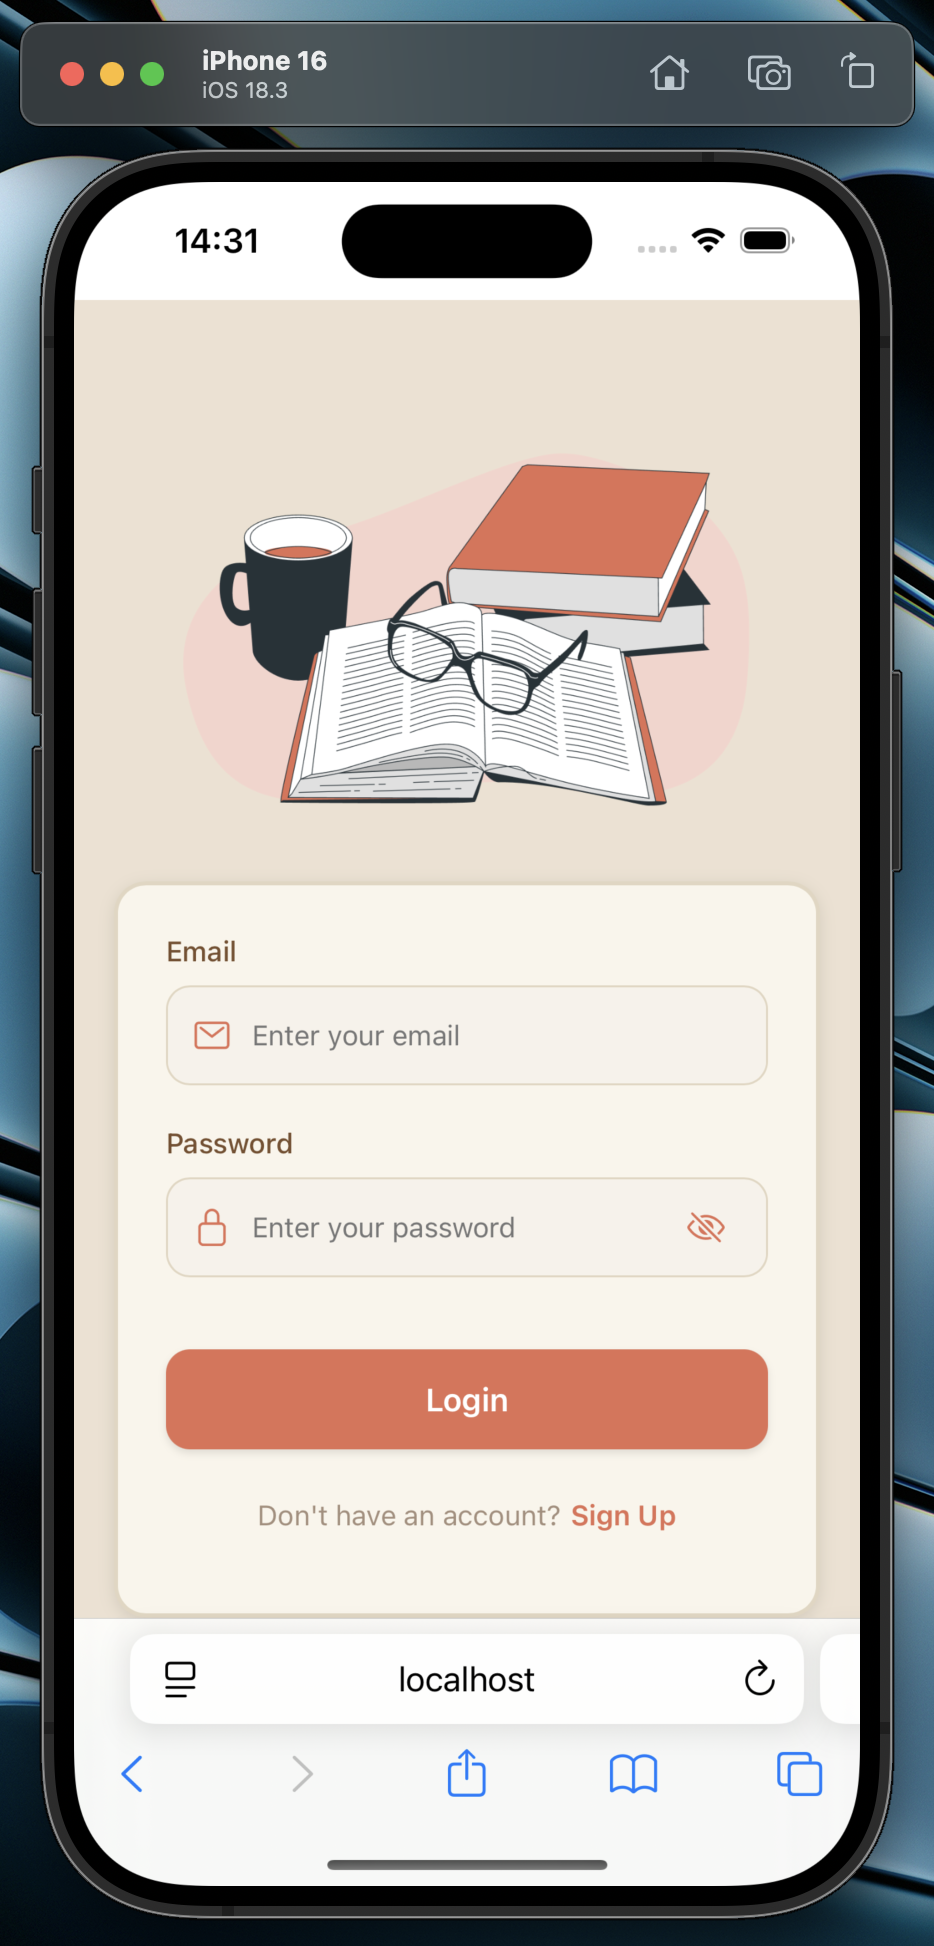 iPhone 16
iOS 18.3
14:31
Email
Enter your email
Password
Enter your password
Login
Don't have an account? Sign Up
localhost